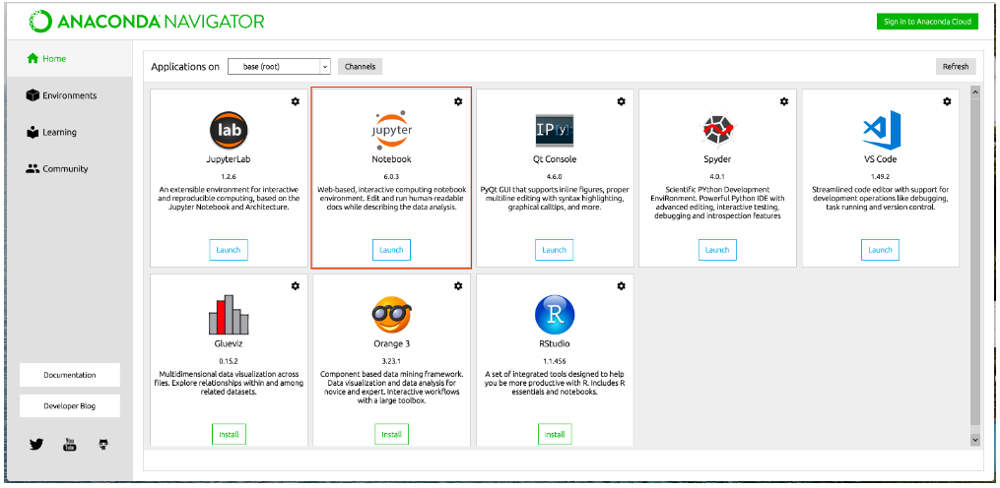 ANACONDA NAVIGATOR
Sign in to Anaconda Cloud
Home
Environments
Learning
Community
Documentation
Developer Blog
You
Tube
Applications on
base (root)
Channels
Refresh
lab
JupyterLab
1.2.6
An extensible environment for interactive
and reproducible computing, based on the
Jupyter Notebook and Architecture.
Launch
jupyter
Notebook
6.0.3
Web-based, interactive computing notebook
environment. Edit and run human-readable
docs while describing the data analysis.
Launch
IP[y]:
Qt Console
4.6.0
PyQt GUI that supports inline figures, proper
multiline editing with syntax highlighting,
graphical calltips, and more.
Launch
Spyder
4.0.1
Scientific PYthon Development
EnviRonment. Powerful Python IDE with
advanced editing, interactive testing,
debugging and introspection features
Launch
VS Code
1.49.2
Streamlined code editor with support for
development operations like debugging,
task running and version control.
Launch
Glueviz
0.15.2
Multidimensional data visualization across
files. Explore relationships within and among
related datasets.
Install
Orange 3
3.23.1
Component based data mining framework.
Data visualization and data analysis for
novice and expert. Interactive workflows
with a large toolbox.
Install
R
RStudio
1.1.456
A set of integrated tools designed to help
you be more productive with R. Includes R
essentials and notebooks.
Install